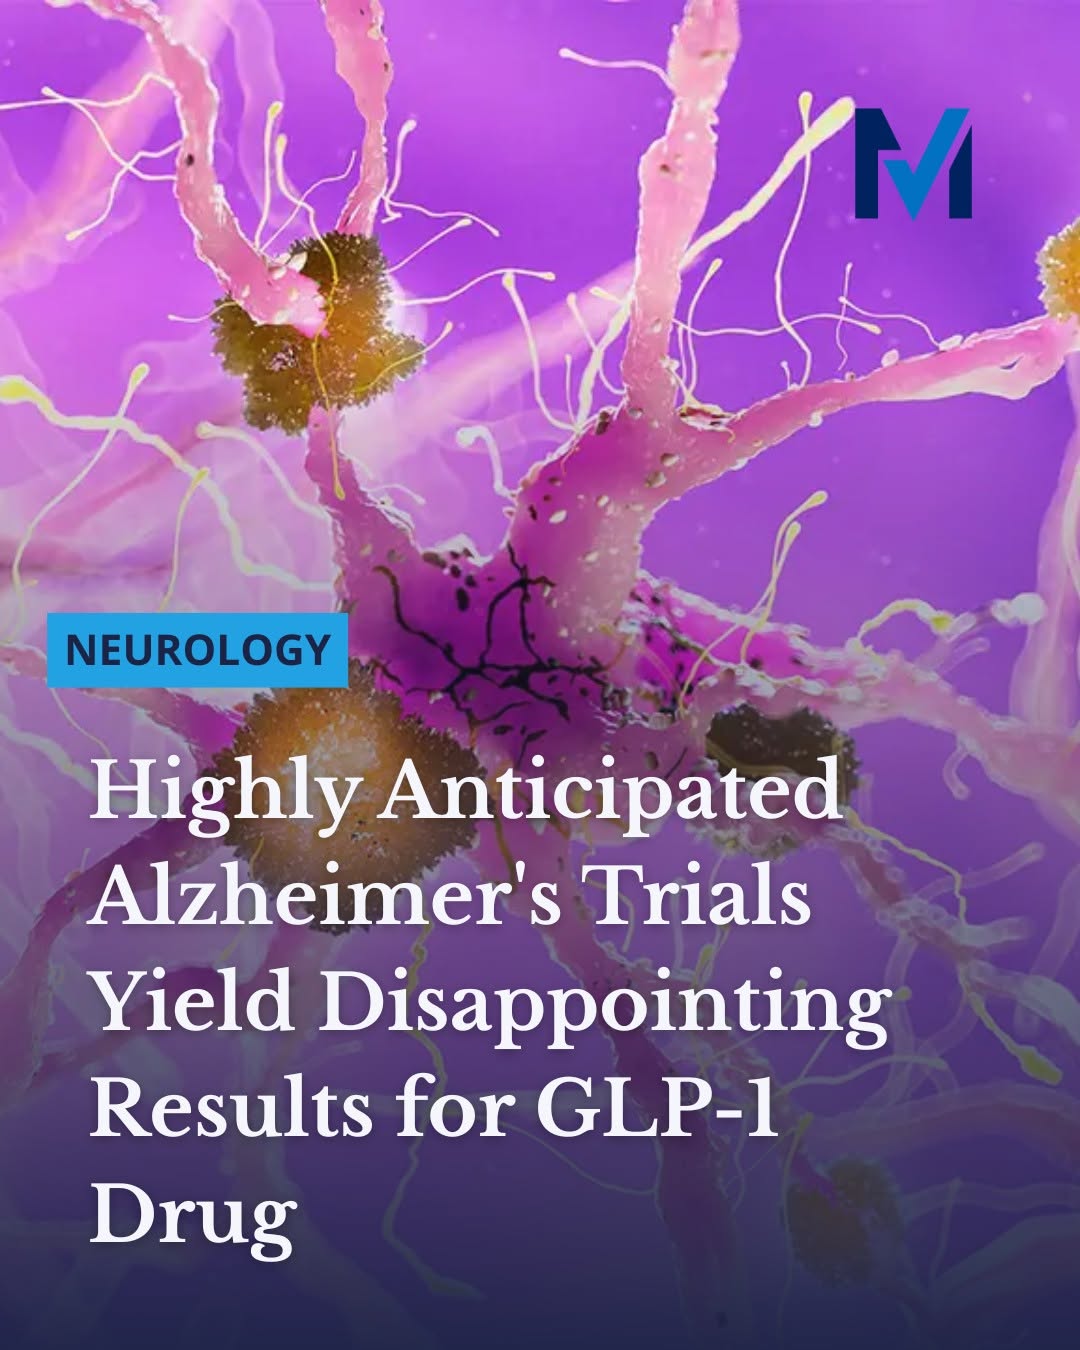 NEUROLOGY
Highly Anticipated
Alzheimer's Trials
Yield Disappointing
Results for GLP-1
Drug